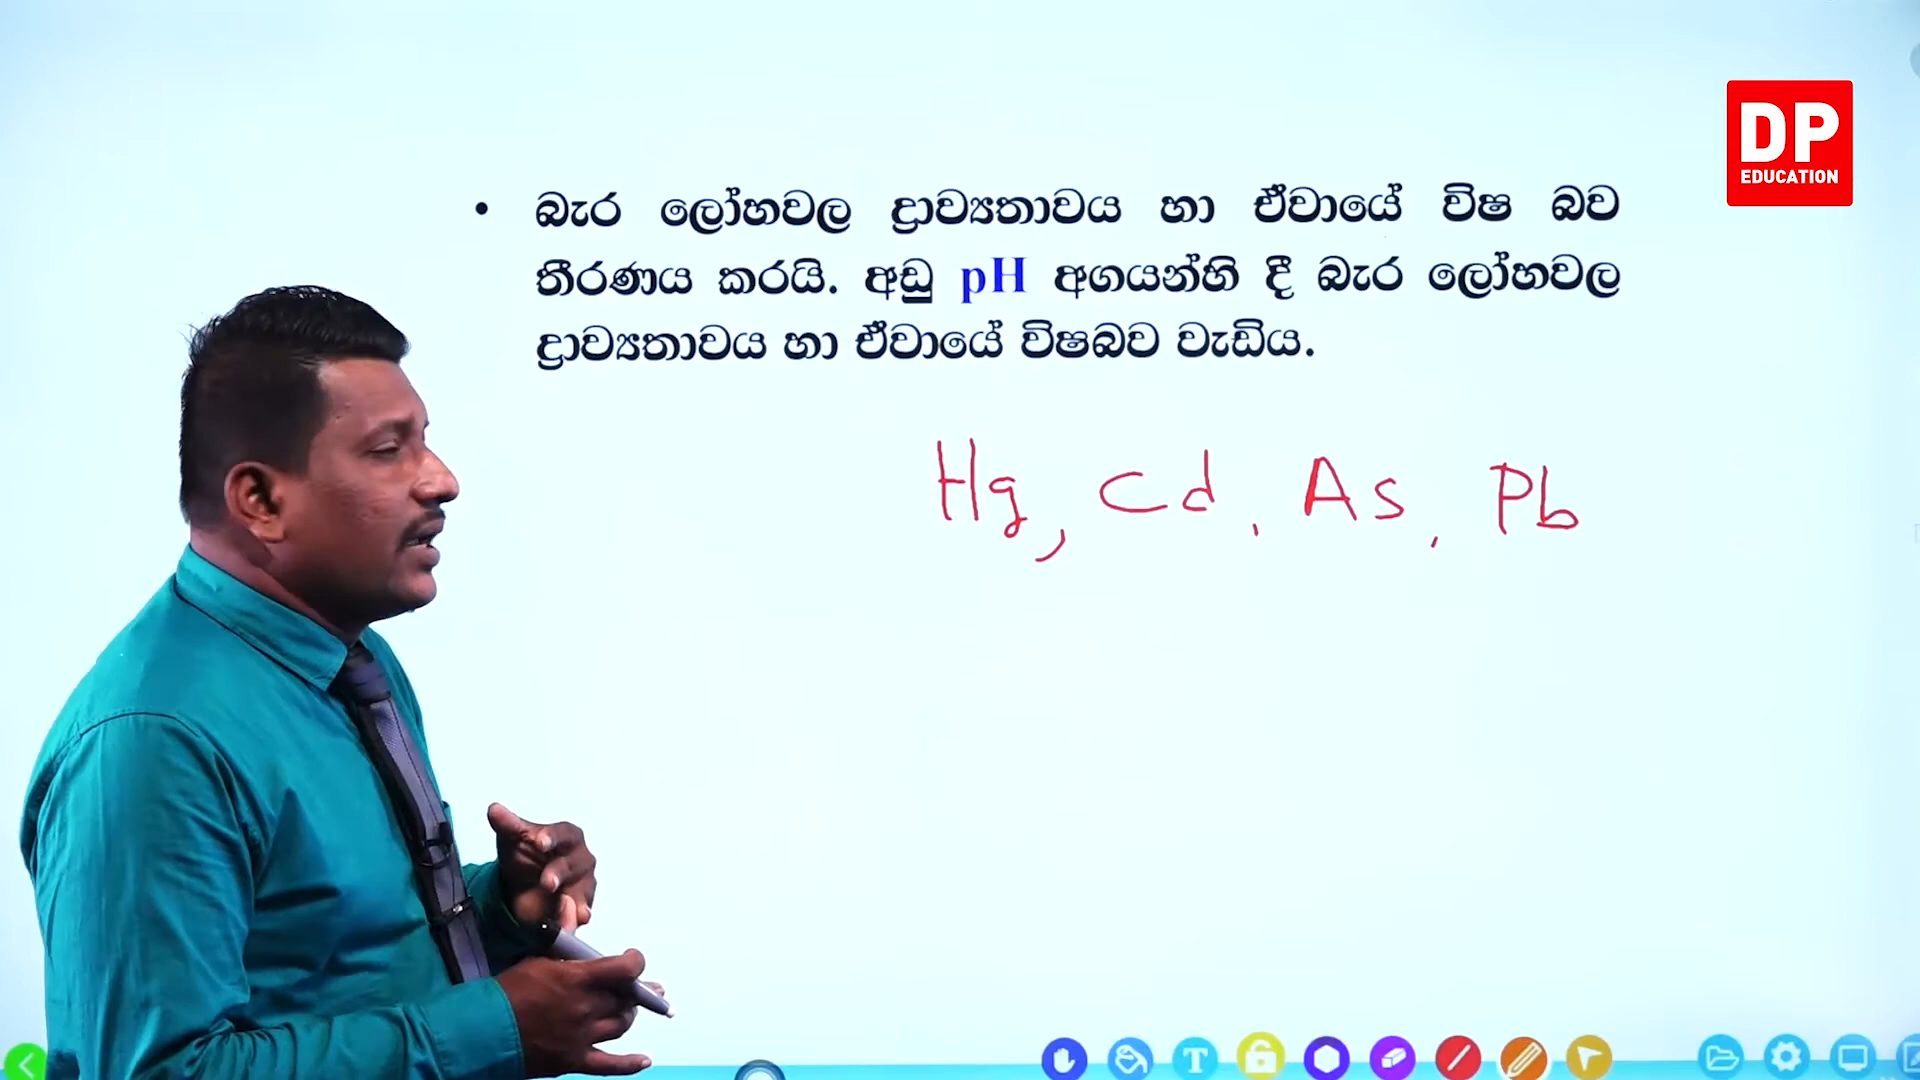 DP
EDUCATION
• බැර ලෝහවල ද්‍රාව්‍යතාවය හා ඒවායේ විෂ බව
තීරණය කරයි. අඩු pH අගයන්හි දී බැර ලෝහවල
ද්‍රාව්‍යතාවය හා ඒවායේ විෂබව වැඩිය.
Hg, Cd, As, Pb
T